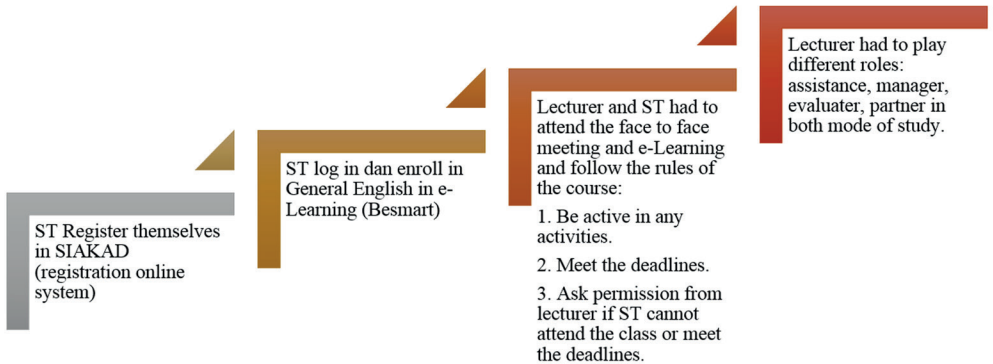 ST Register themselves
in SIAKAD
(registration online
system)
ST log in dan enroll in
General English in e-
Learning (Besmart)
Lecturer and ST had to
attend the face to face
meeting and e-Learning
and follow the rules of
the course:
1. Be active in any
activities.
2. Meet the deadlines.
3. Ask permission from
lecturer if ST cannot
attend the class or meet
the deadlines.
Lecturer had to play
different roles:
assistance, manager,
evaluater, partner in
both mode of study.